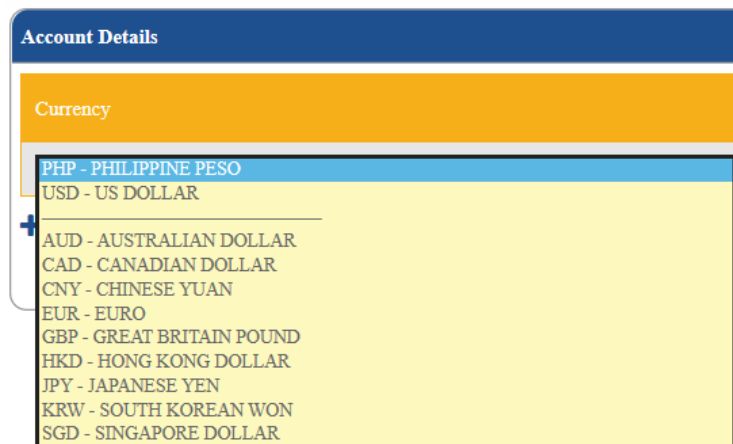 Account Details
Currency
PHP - PHILIPPINE PESO
USD - US DOLLAR
AUD - AUSTRALIAN DOLLAR
CAD - CANADIAN DOLLAR
CNY - CHINESE YUAN
EUR - EURO
GBP - GREAT BRITAIN POUND
HKD - HONG KONG DOLLAR
JPY - JAPANESE YEN
KRW - SOUTH KOREAN WON
SGD - SINGAPORE DOLLAR